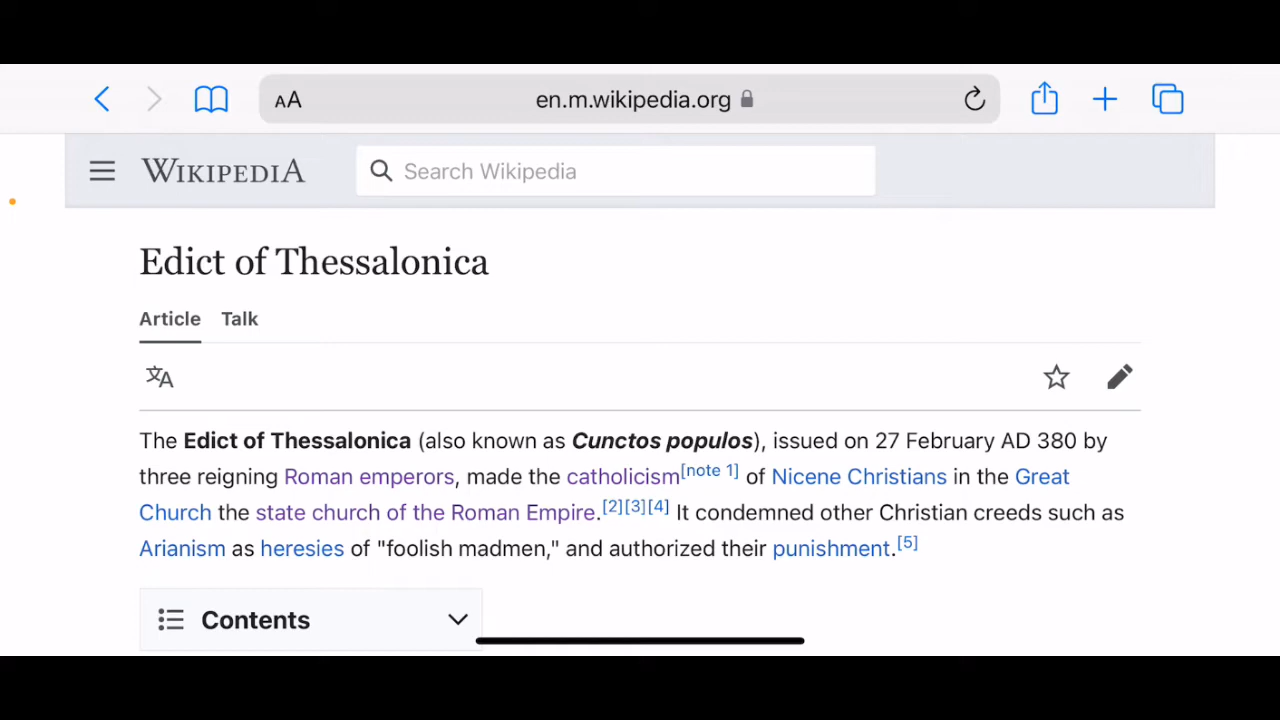 AA en.m.wikipedia.org
WIKIPEDIA Search Wikipedia
Edict of Thessalonica
Article Talk
文A
The Edict of Thessalonica (also known as Cunctos populos), issued on 27 February AD 380 by
three reigning Roman emperors, made the catholicism[note 1] of Nicene Christians in the Great
Church the state church of the Roman Empire.[2][3][4] It condemned other Christian creeds such as
Arianism as heresies of "foolish madmen," and authorized their punishment.[5]
Contents